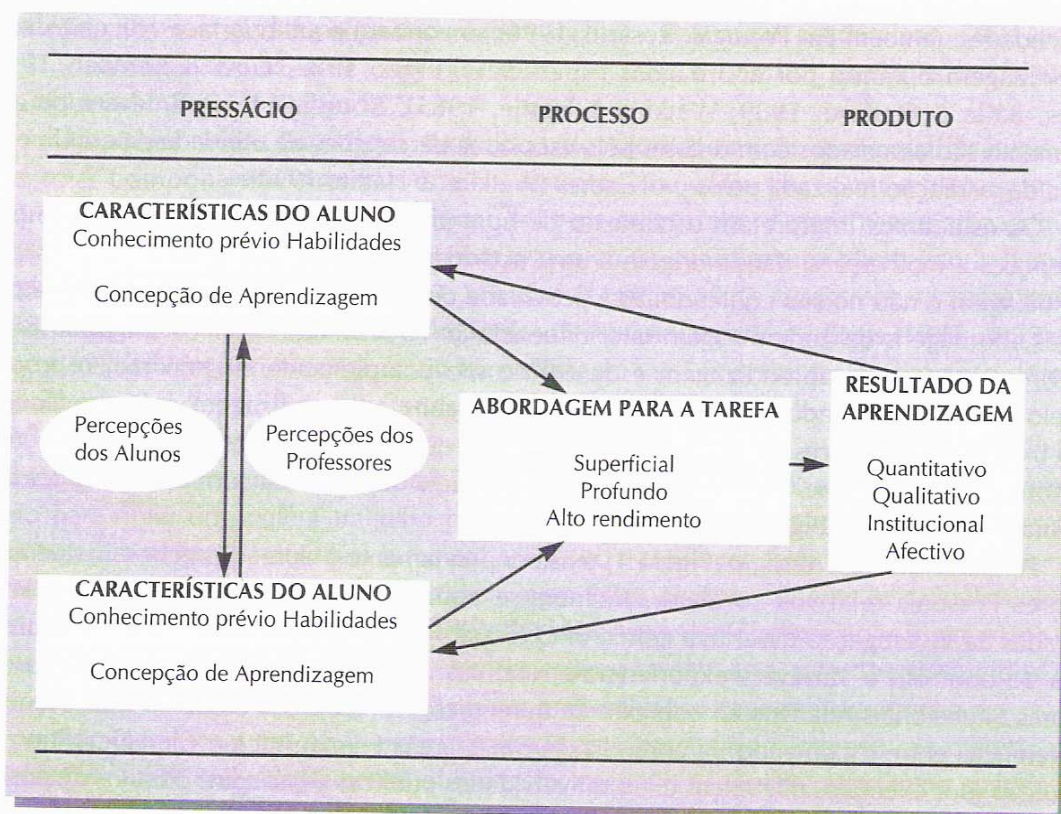 PRESSÁGIO
PROCESSO
PRODUTO
CARACTERÍSTICAS DO ALUNO
Conhecimento prévio Habilidades
Concepção de Aprendizagem
Percepções
dos Alunos
Percepções dos
Professores
ABORDAGEM PARA A TAREFA
Superficial
Profundo
Alto rendimento
RESULTADO DA
APRENDIZAGEM
Quantitativo
Qualitativo
Institucional
Afectivo
CARACTERÍSTICAS DO ALUNO
Conhecimento prévio Habilidades
Concepção de Aprendizagem